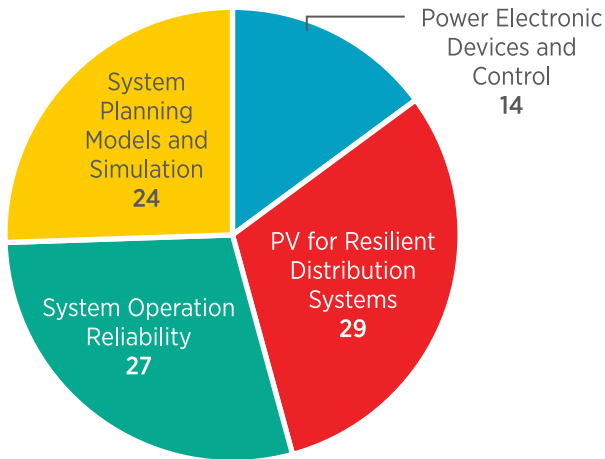 Power Electronic
Devices and
Control
14
System
Planning
Models and
Simulation
24
PV for Resilient
Distribution
Systems
29
System Operation
Reliability
27